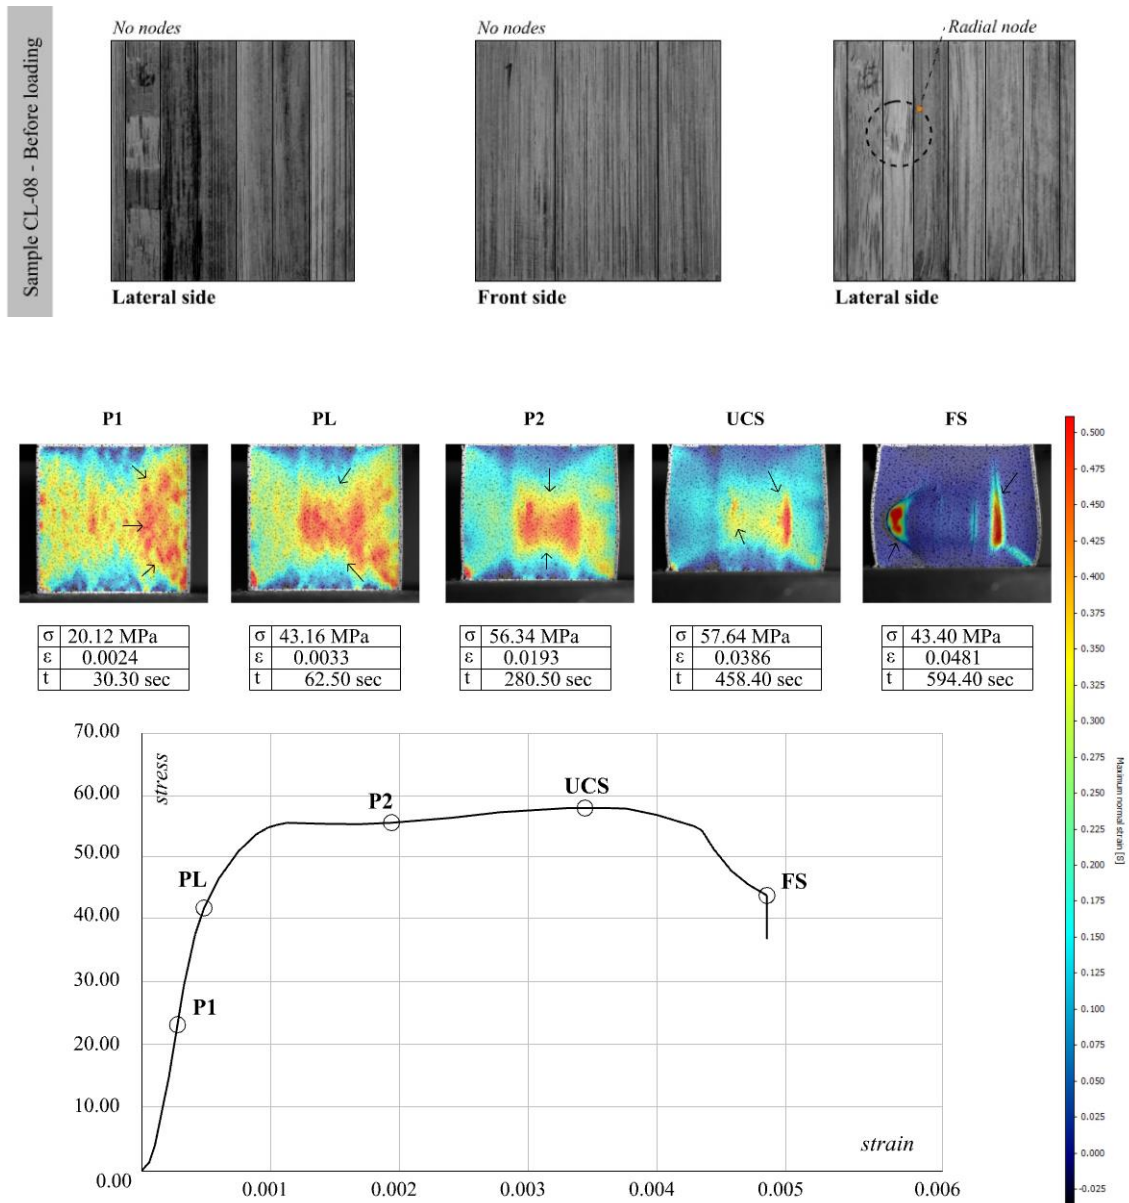 Sample CL-08 - Before loading
No nodes
No nodes
Radial node
Lateral side
Front side
Lateral side
P1
PL
P2
UCS
FS
σ 20.12 MPa
ε 0.0024
t 30.30 sec
σ 43.16 MPa
ε 0.0033
t 62.50 sec
σ 56.34 MPa
ε 0.0193
t 280.50 sec
σ 57.64 MPa
ε 0.0386
t 458.40 sec
σ 43.40 MPa
ε 0.0481
t 594.40 sec
0.500
0.475
0.450
0.425
0.400
0.375
0.350
0.325
0.300
0.275
0.250
0.225
0.200
0.175
0.150
0.125
0.100
0.075
0.050
0.025
0.000
-0.025
Maximum normal strain [S]
70.00
60.00
50.00
40.00
30.00
20.00
10.00
0.00
stress
P1
PL
P2
UCS
FS
strain
0.001
0.002
0.003
0.004
0.005
0.006